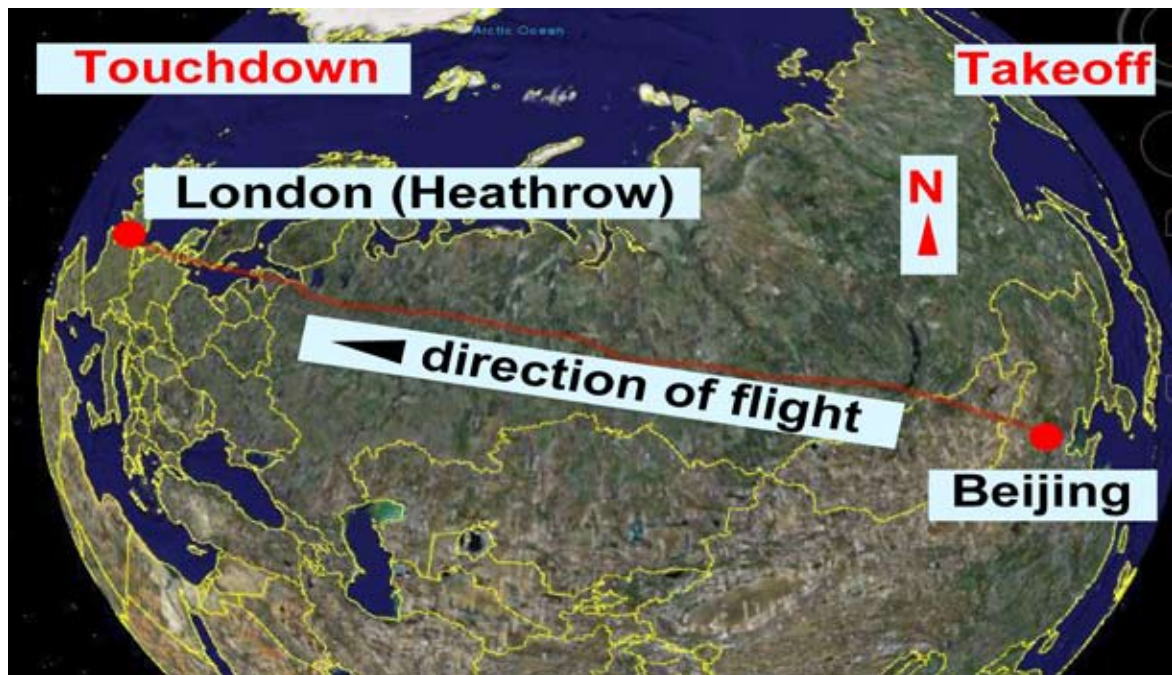 Arctic Ocean
Touchdown
Takeoff
London (Heathrow)
N
direction of flight
Beijing